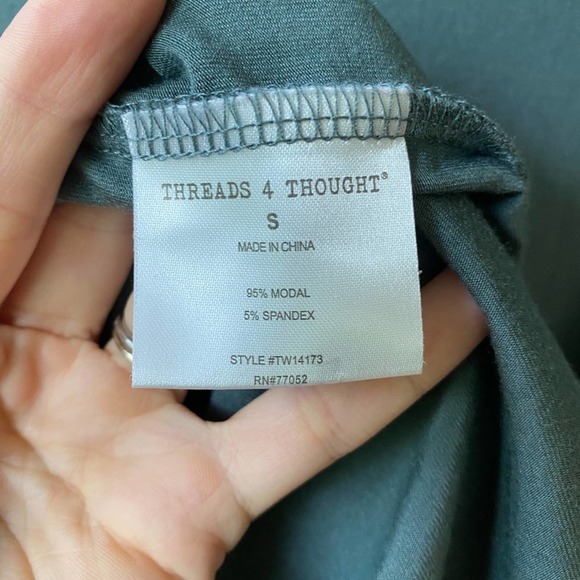 THREADS 4 THOUGHT®
S
MADE IN CHINA
95% MODAL
5% SPANDEX
STYLE #TW14173
RN#77052